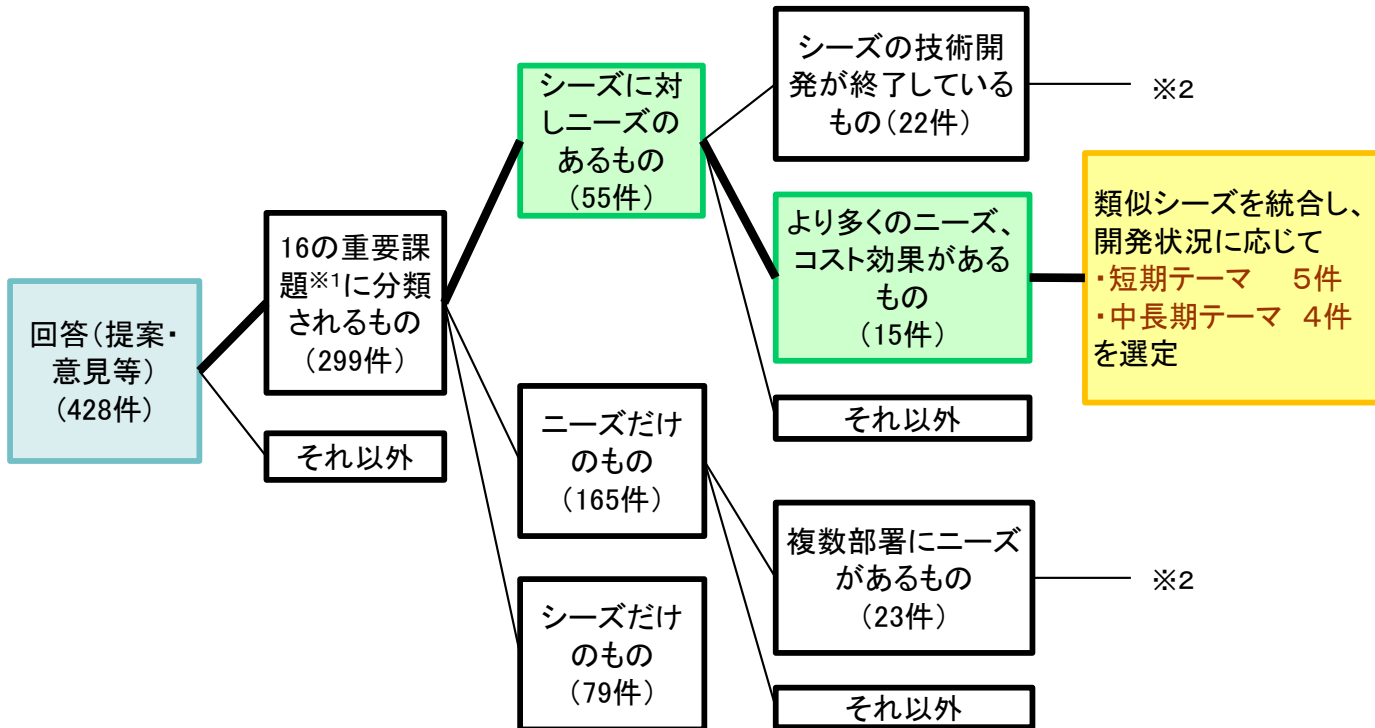 回答(提案・
意見等)
(428件)
16の重要課
題※1に分類
されるもの
(299件)
それ以外
シーズに対
しニーズの
あるもの
(55件)
ニーズだけ
のもの
(165件)
シーズだけ
のもの
(79件)
シーズの技術開
発が終了している
もの(22件)
※2
より多くのニーズ、
コスト効果がある
もの
(15件)
それ以外
複数部署にニーズ
があるもの
(23件)
※2
それ以外
類似シーズを統合し、
開発状況に応じて
・短期テーマ　5件
・中長期テーマ　4件
を選定